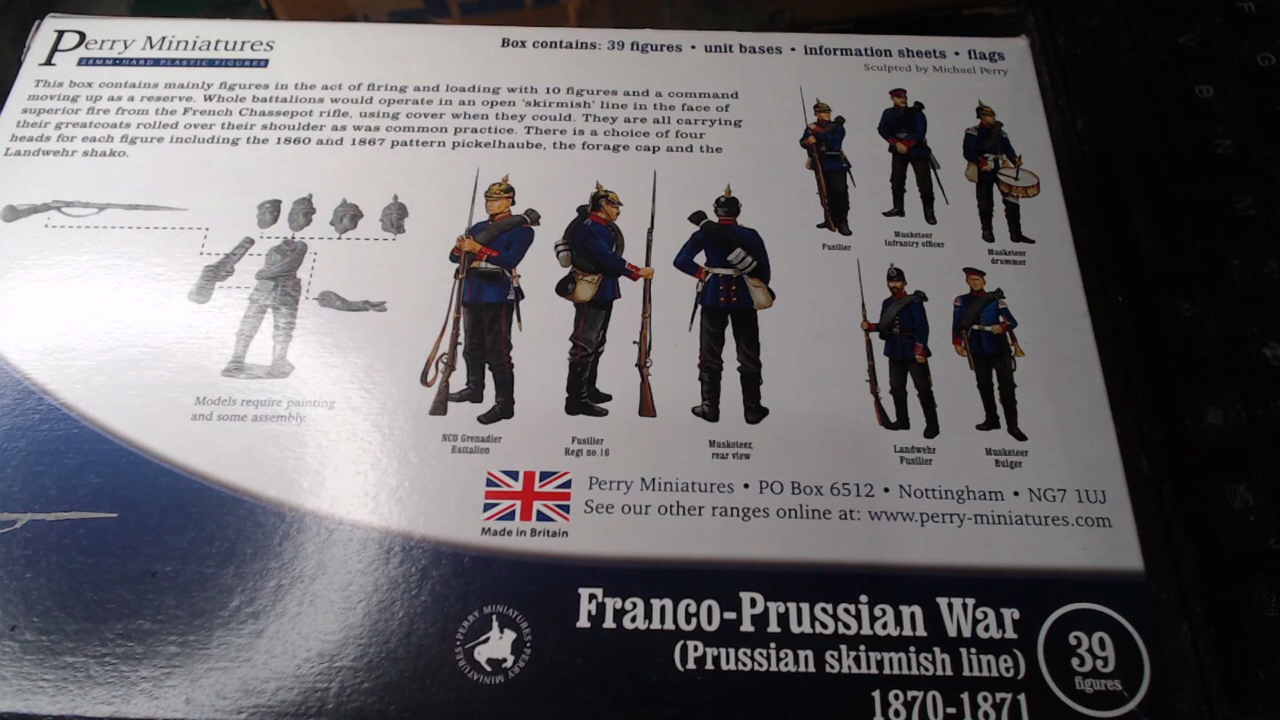 Perry Miniatures
28MM • HARD PLASTIC FIGURES
Box contains: 39 figures • unit bases • information sheets • flags
Sculpted by Michael Perry
This box contains mainly figures in the act of firing and loading with 10 figures and a command
moving up as a reserve. Whole battalions would operate in an open 'skirmish' line in the face of
superior fire from the French Chassepot rifle, using cover when they could. They are all carrying
their greatcoats rolled over their shoulder as was common practice. There is a choice of four
heads for each figure including the 1860 and 1867 pattern pickelhaube, the forage cap and the
Landwehr shako.
Fusilier
Musketeer
infraniry officer
Musketeer
drummer
Models require painting
and some assembly.
NCO Grenadier
Battalion
Fusilier
Regt no.16
Musketeer,
rear view
Landwehr
Fusilier
Musketeer
Bulger
Made in Britain
Perry Miniatures • PO Box 6512 • Nottingham • NG7 1UJ
See our other ranges online at: www.perry-miniatures.com
PERRY MINIATURES • PERRY MINIATURES •
Franco-Prussian War
(Prussian skirmish line)
1870-1871
39
figures
F
G
B
N